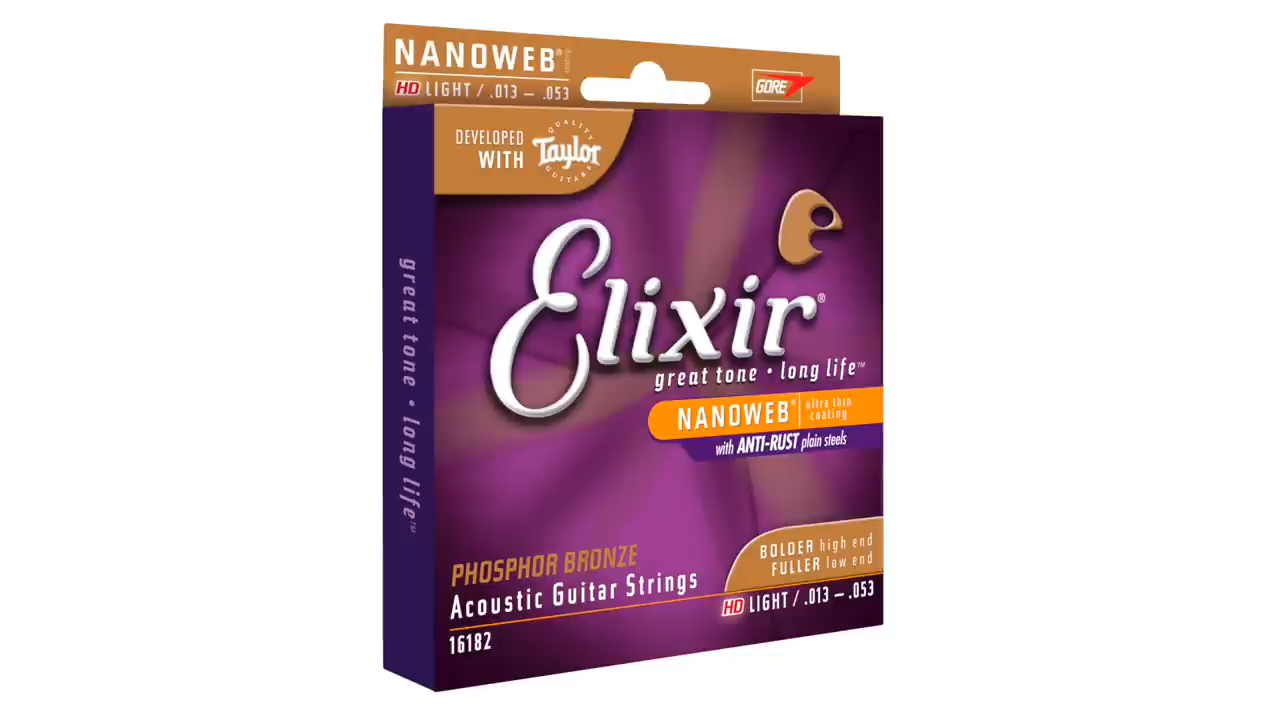 NANOWEB®
HD LIGHT / .013 – .053
GORE
DEVELOPED
WITH
QUALITY
Taylor
GUITARS
Elixir®
great tone • long life™
NANOWEB® ultra thin
coating
with ANTI-RUST plain steels
BOLDER high end
FULLER low end
PHOSPHOR BRONZE
Acoustic Guitar Strings
HD LIGHT / .013 – .053
16182
great tone • long life™